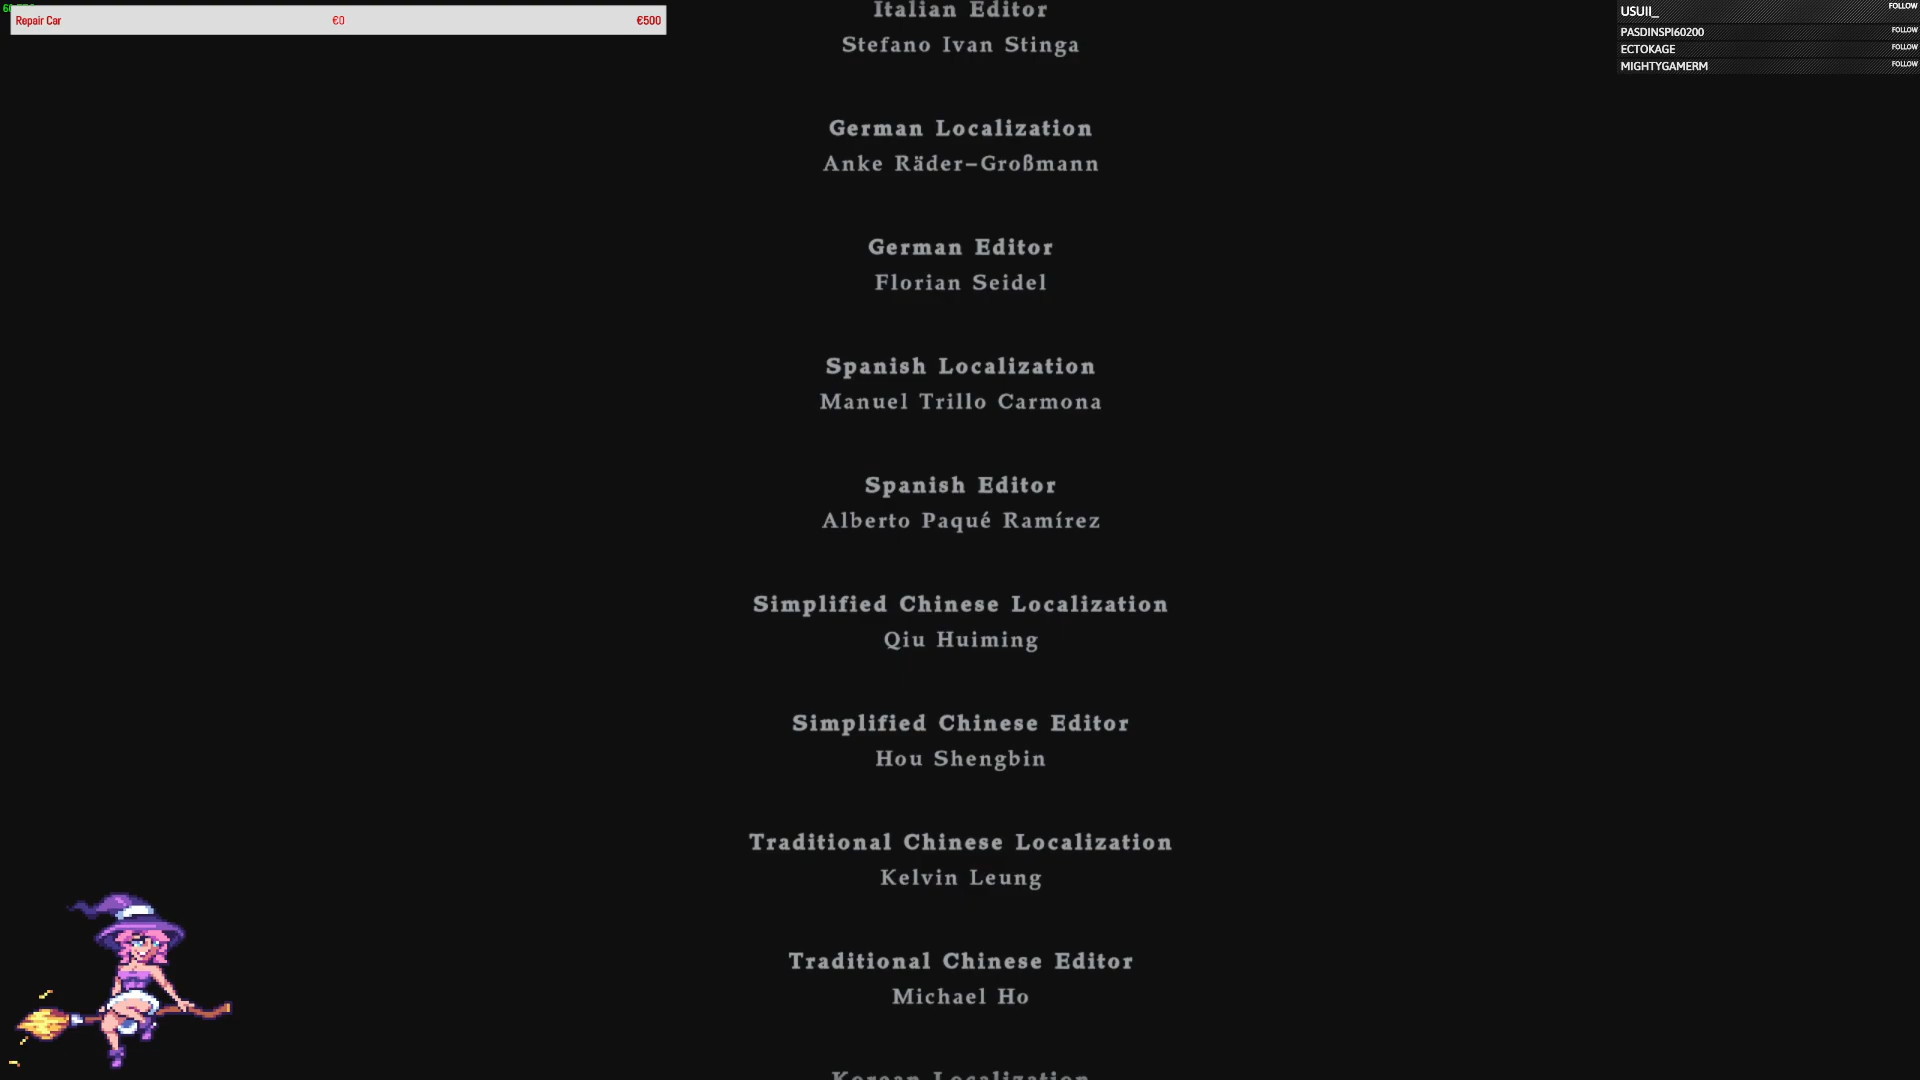 Repair Car €0 €500
USUII_ FOLLOW
PASDINSPI60200 FOLLOW
ECTOKAGE FOLLOW
MIGHTYGAMERM FOLLOW
Italian Editor
Stefano Ivan Stinga
German Localization
Anke Räder-Großmann
German Editor
Florian Seidel
Spanish Localization
Manuel Trillo Carmona
Spanish Editor
Alberto Paqué Ramírez
Simplified Chinese Localization
Qiu Huiming
Simplified Chinese Editor
Hou Shengbin
Traditional Chinese Localization
Kelvin Leung
Traditional Chinese Editor
Michael Ho
Korean Localization